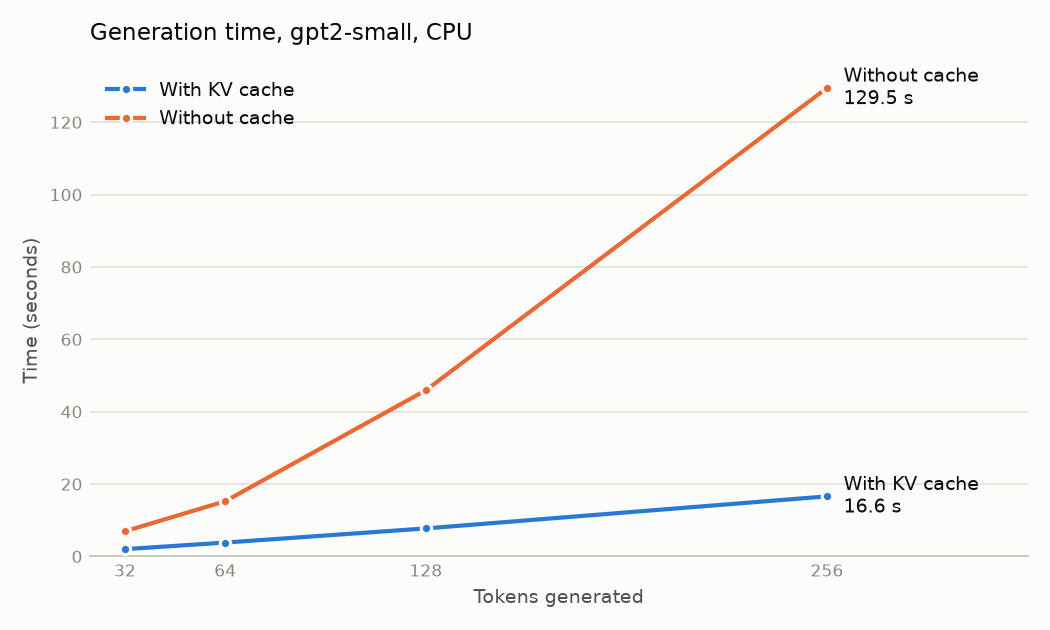 Generation time, gpt2-small, CPU
With KV cache
Without cache
Without cache
129.5 s
With KV cache
16.6 s
Time (seconds)
120
100
80
60
40
20
0
32 64 128 256
Tokens generated